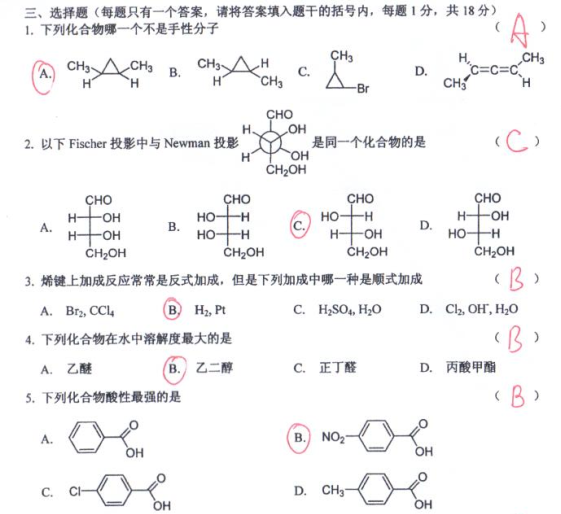 三、选择题（每题只有一个答案，请将答案填入题干的括号内，每题 1 分，共 18 分）
1. 下列化合物哪一个不是手性分子 （ A ）
A. CH3 CH3 H H B. CH3 H H CH3 C. CH3 Br D. H CH3 C=C=C CH3 H
2. 以下 Fischer 投影中与 Newman 投影 CHO H OH H OH CH2OH 是同一个化合物的是 （ C ）
A. CHO H OH H OH CH2OH B. CHO HO H HO H CH2OH C. CHO HO H H OH CH2OH D. CHO H OH HO H CH2OH
3. 烯键上加成反应常常是反式加成，但是下列加成中哪一种是顺式加成 （ B ）
A. Br₂, CCl₄ B. H₂, Pt C. H₂SO₄, H₂O D. Cl₂, OH⁻, H₂O
4. 下列化合物在水中溶解度最大的是 （ B ）
A. 乙醚 B. 乙二醇 C. 正丁醛 D. 丙酸甲酯
5. 下列化合物酸性最强的是 （ B ）
A. O OH B. NO₂ O OH
C. Cl O OH D. CH₃ O OH